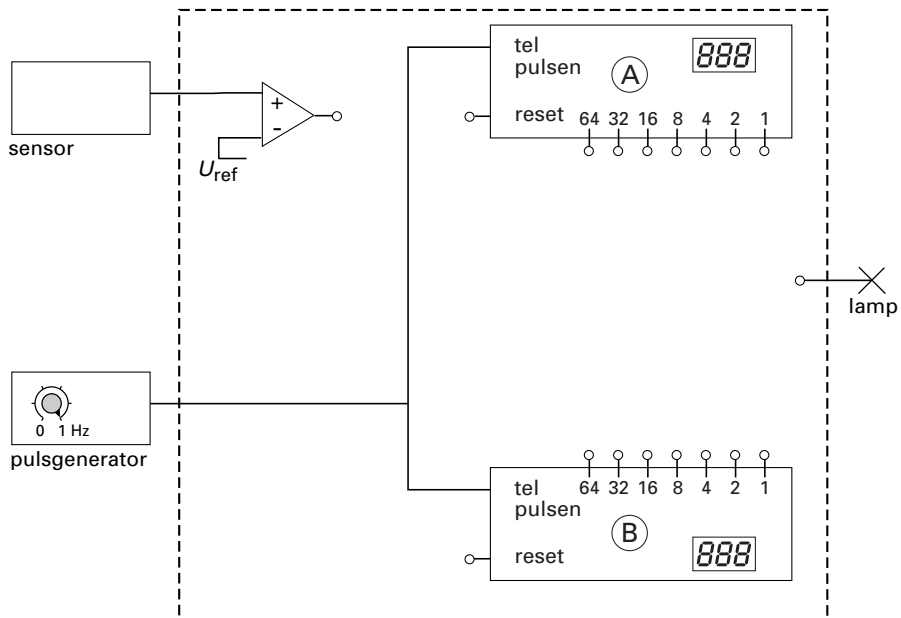 tel
pulsen
A
888
reset
64 32 16 8 4 2 1
sensor
+
-
Uref
lamp
0 1 Hz
pulsgenerator
64 32 16 8 4 2 1
tel
pulsen
B
888
reset